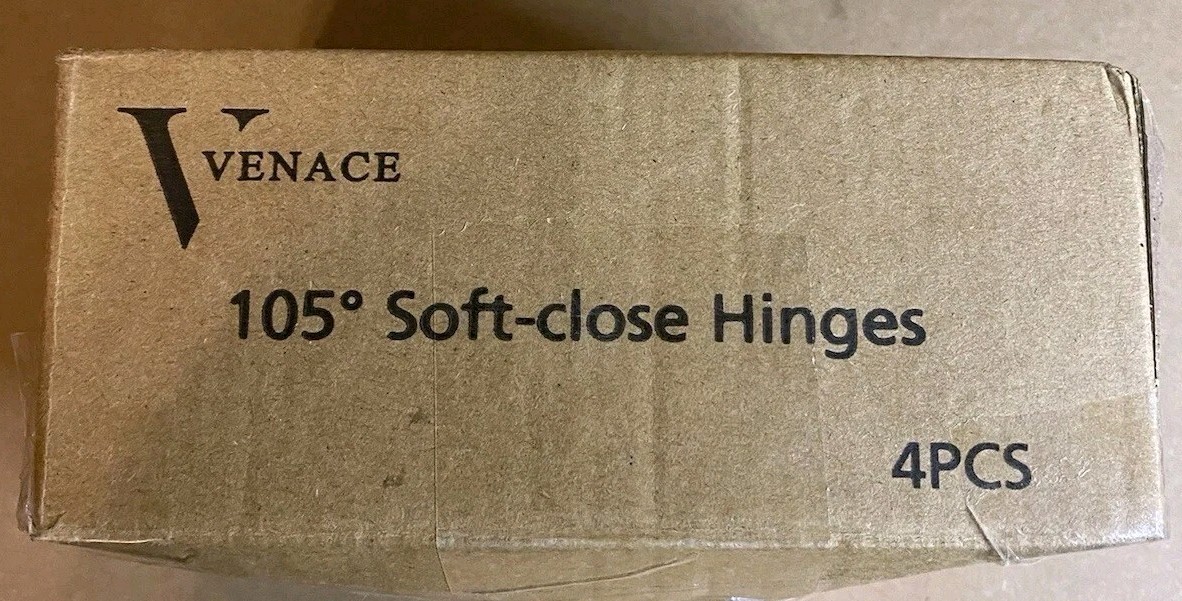 V VENACE
105° Soft-close Hinges
4PCS